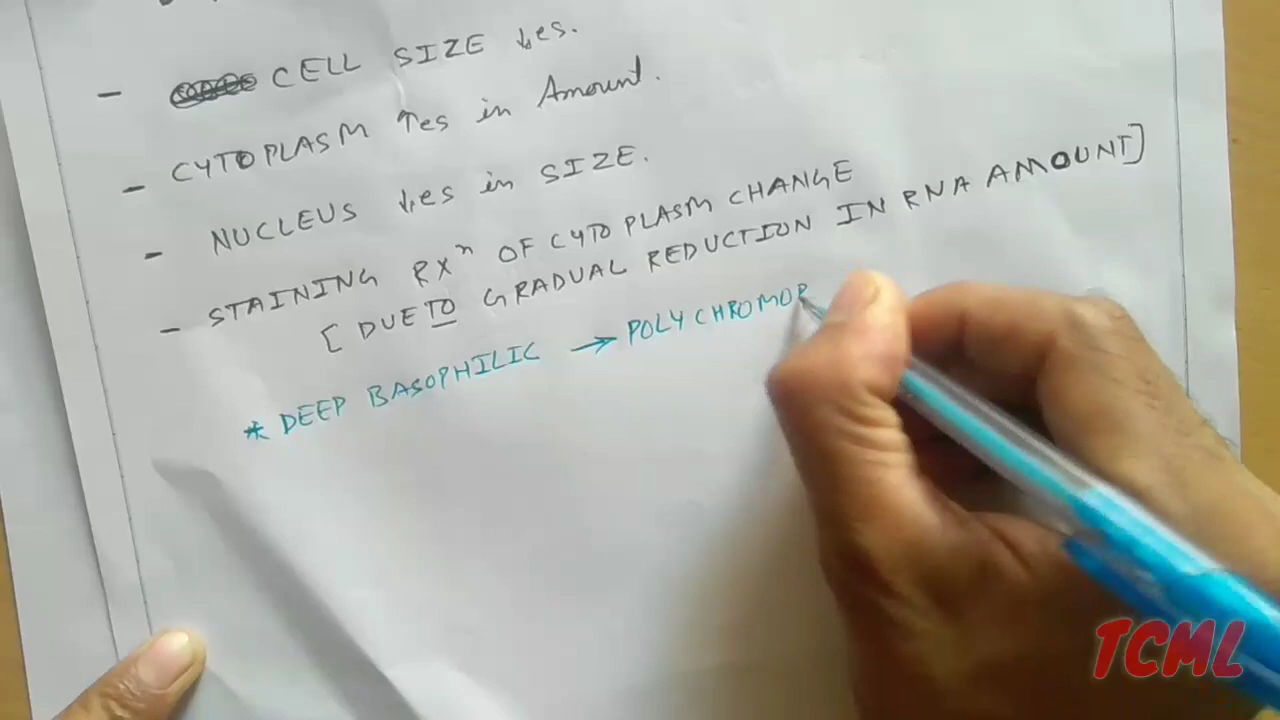 - CELL SIZE ↓es.
- CYTOPLASM ↑es in Amount.
- NUCLEUS ↓es in SIZE.
- STAINING RXⁿ OF CYTOPLASM CHANGE
[DUE TO GRADUAL REDUCTION IN RNA AMOUNT]
* DEEP BASOPHILIC → POLYCHROMOP
TCML